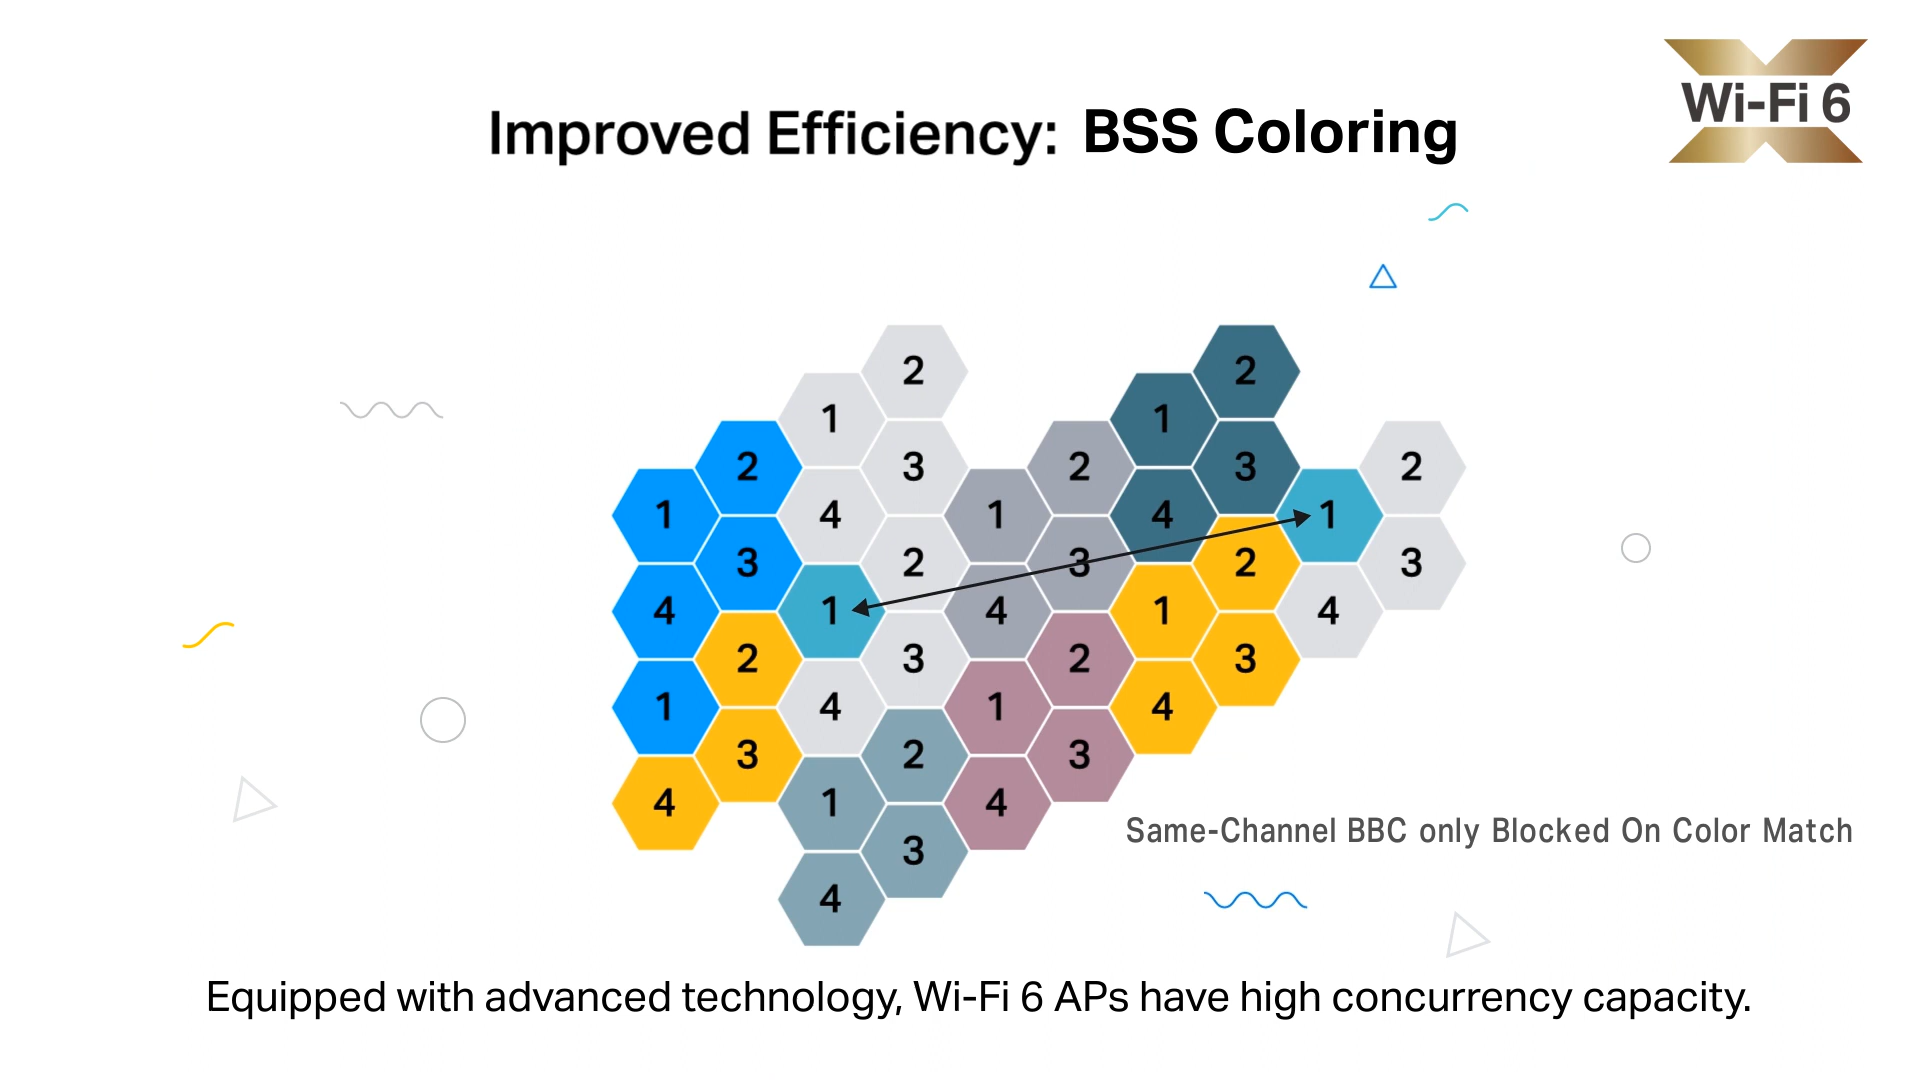 Wi-Fi 6
Improved Efficiency: BSS Coloring
2 2
1 1
2 3 2 3 2
1 4 1 4 1
3 2 3 2 3
4 1 4 1 4
2 3 2 3
1 4 1 4
3 2 3
4 1 4
3
4
Same-Channel BBC only Blocked On Color Match
Equipped with advanced technology, Wi-Fi 6 APs have high concurrency capacity.